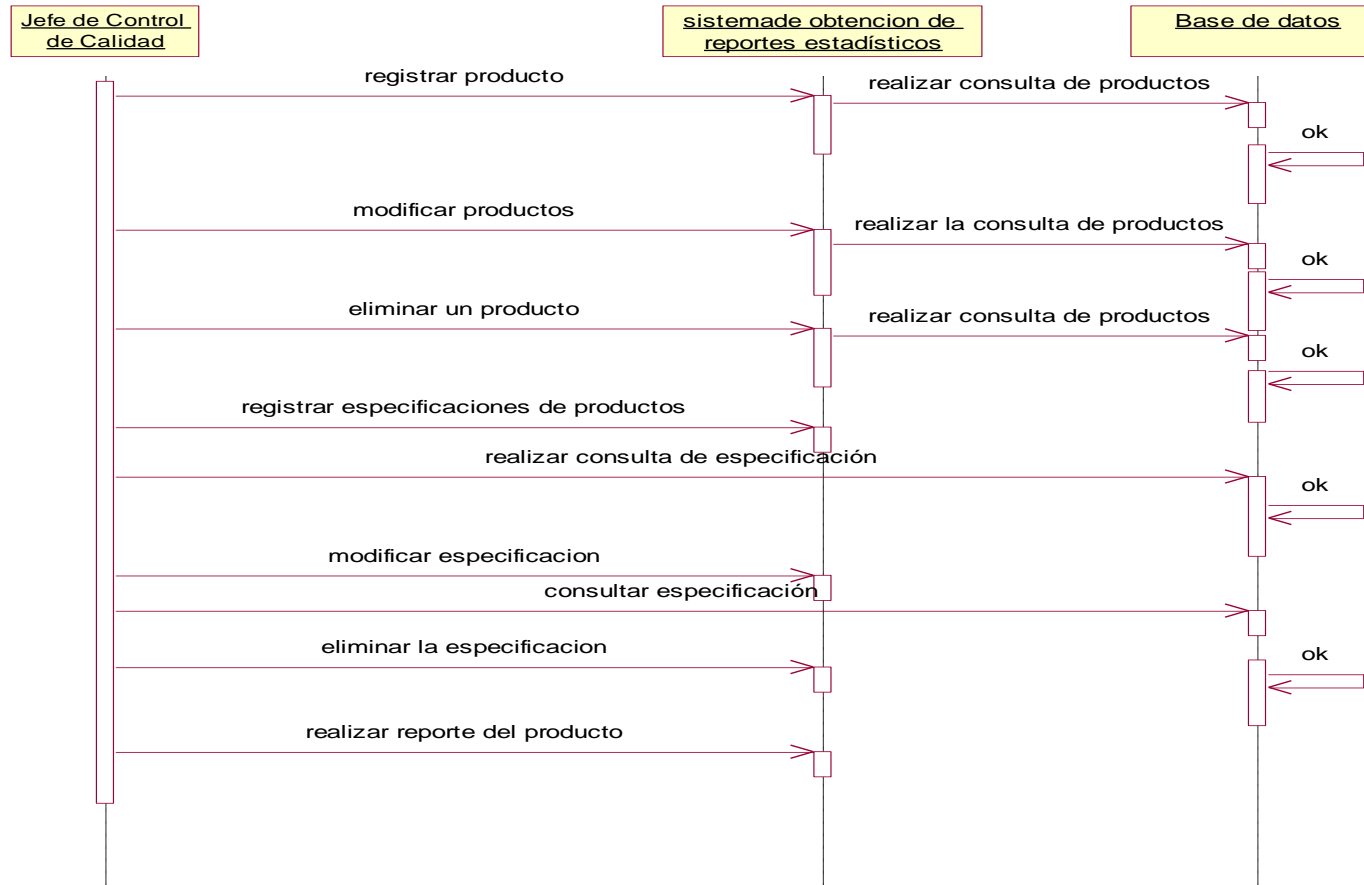 Jefe de Control
de Calidad
sistemade obtencion de
reportes estadísticos
Base de datos
registrar producto
realizar consulta de productos
ok
modificar productos
realizar la consulta de productos
ok
eliminar un producto
realizar consulta de productos
ok
registrar especificaciones de productos
realizar consulta de especificación
ok
modificar especificacion
consultar especificación
eliminar la especificacion
ok
realizar reporte del producto